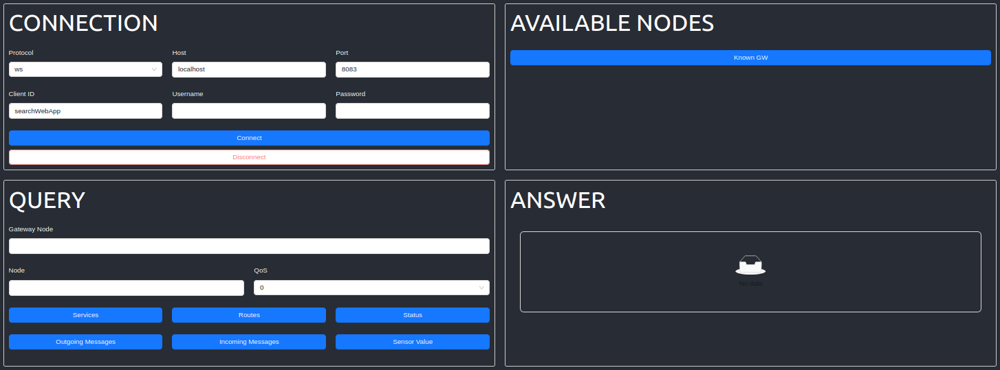 CONNECTION
Protocol Host Port
ws localhost 8083
Client ID Username Password
searchWebApp
Connect
Disconnect
AVAILABLE NODES
Known GW
QUERY
Gateway Node
Node QoS
0
Services Routes Status
Outgoing Messages Incoming Messages Sensor Value
ANSWER
No data